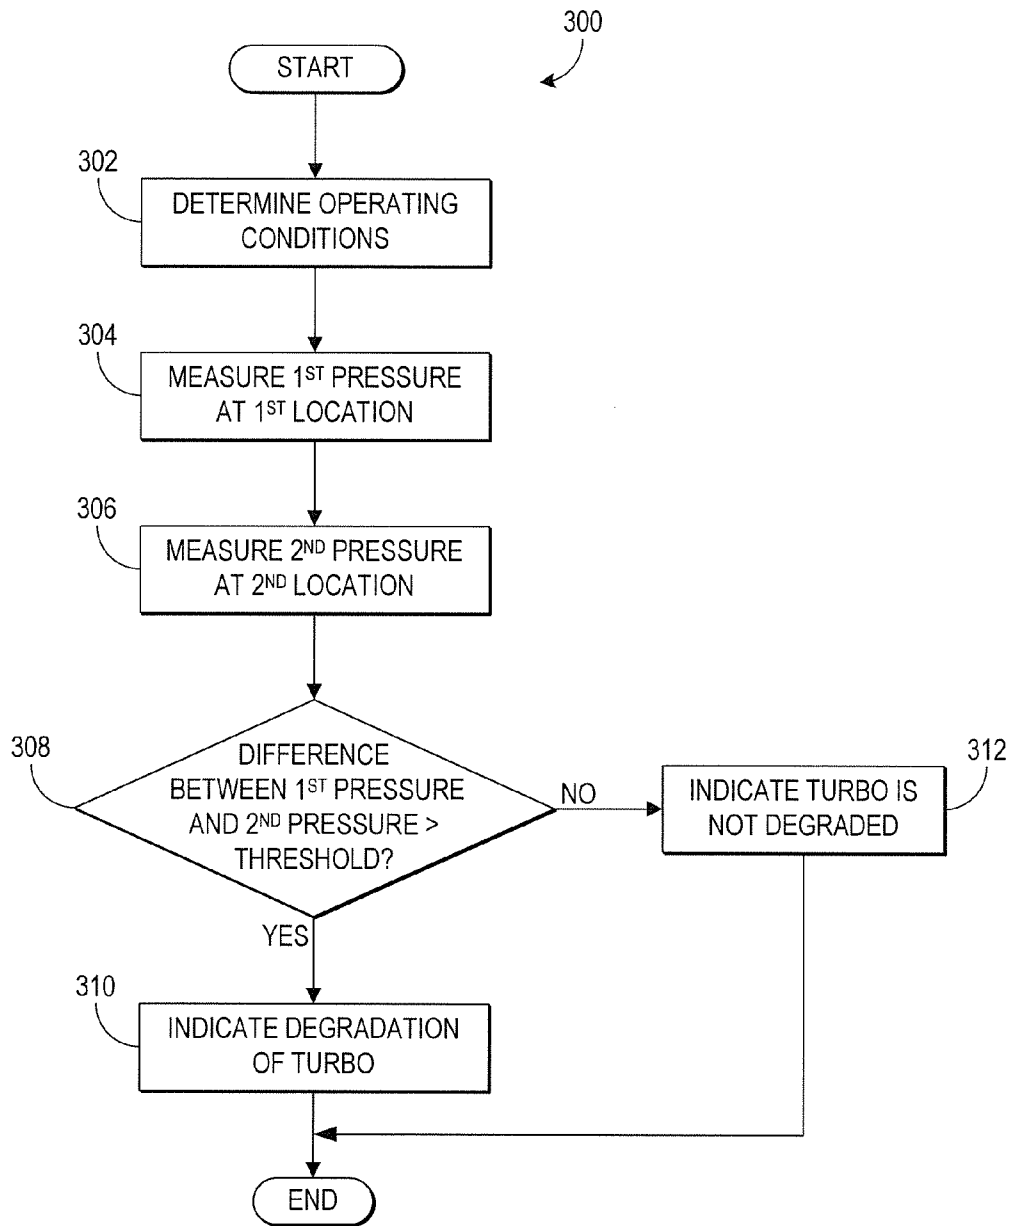 300
START
302
DETERMINE OPERATING
CONDITIONS
304
MEASURE 1ST PRESSURE
AT 1ST LOCATION
306
MEASURE 2ND PRESSURE
AT 2ND LOCATION
308
DIFFERENCE
BETWEEN 1ST PRESSURE
AND 2ND PRESSURE >
THRESHOLD?
NO
312
INDICATE TURBO IS
NOT DEGRADED
YES
310
INDICATE DEGRADATION
OF TURBO
END